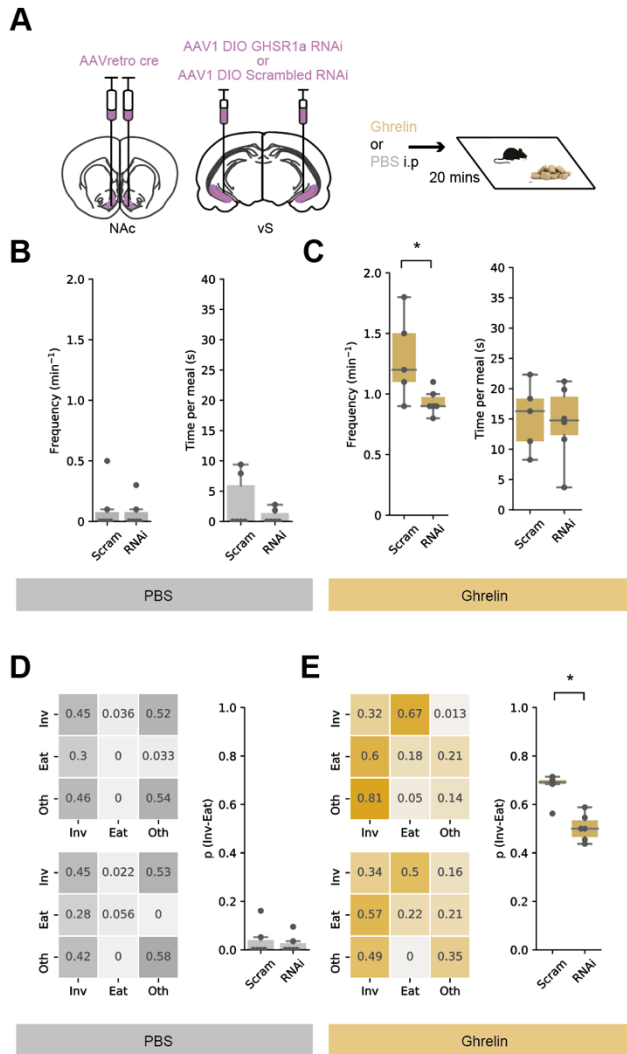 A
AAVretro cre
AAV1 DIO GHSR1a RNAi
or
AAV1 DIO Scrambled RNAi
NAc
vS
Ghrelin
or
PBS i.p
20 mins
B
Frequency (min⁻¹)
2.0
1.5
1.0
0.5
0
Scram
RNAi
Time per meal (s)
40
35
30
25
20
15
10
5
0
Scram
RNAi
PBS
C
*
Frequency (min⁻¹)
2.0
1.5
1.0
0.5
0
Scram
RNAi
Time per meal (s)
40
35
30
25
20
15
10
5
0
Scram
RNAi
Ghrelin
D
Inv 0.45 0.036 0.52
Eat 0.3 0 0.033
Oth 0.46 0 0.54
Inv Eat Oth
Inv 0.45 0.022 0.53
Eat 0.28 0.056 0
Oth 0.42 0 0.58
Inv Eat Oth
p (Inv-Eat)
1.0
0.8
0.6
0.4
0.2
0.0
Scram
RNAi
PBS
E
Inv 0.32 0.67 0.013
Eat 0.6 0.18 0.21
Oth 0.81 0.05 0.14
Inv Eat Oth
Inv 0.34 0.5 0.16
Eat 0.57 0.22 0.21
Oth 0.49 0 0.35
Inv Eat Oth
*
p (Inv-Eat)
1.0
0.8
0.6
0.4
0.2
0.0
Scram
RNAi
Ghrelin